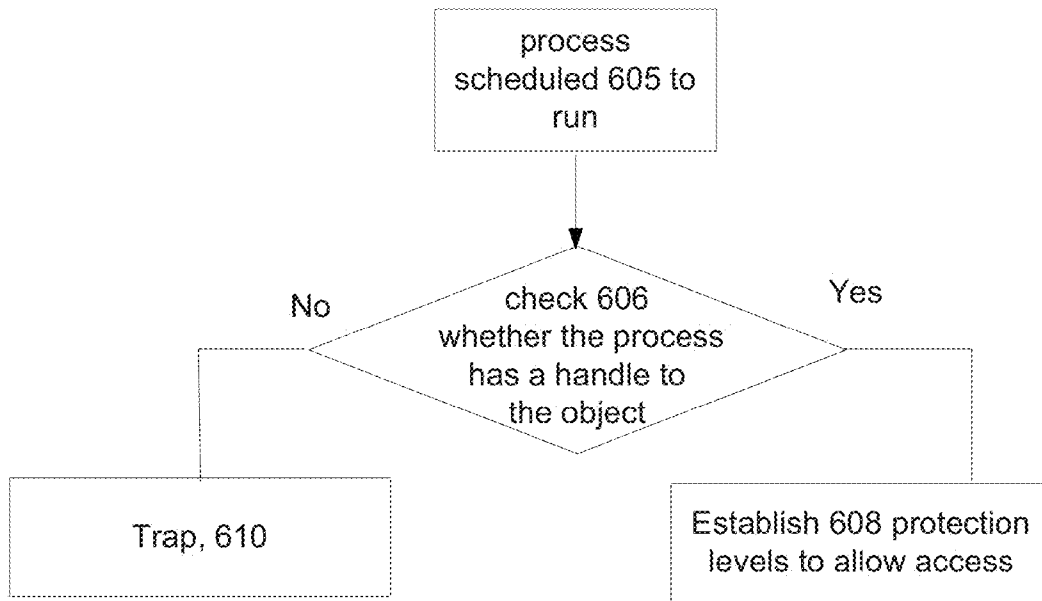 process
scheduled 605 to
run
No
Yes
check 606
whether the process
has a handle to
the object
Trap, 610
Establish 608 protection
levels to allow access